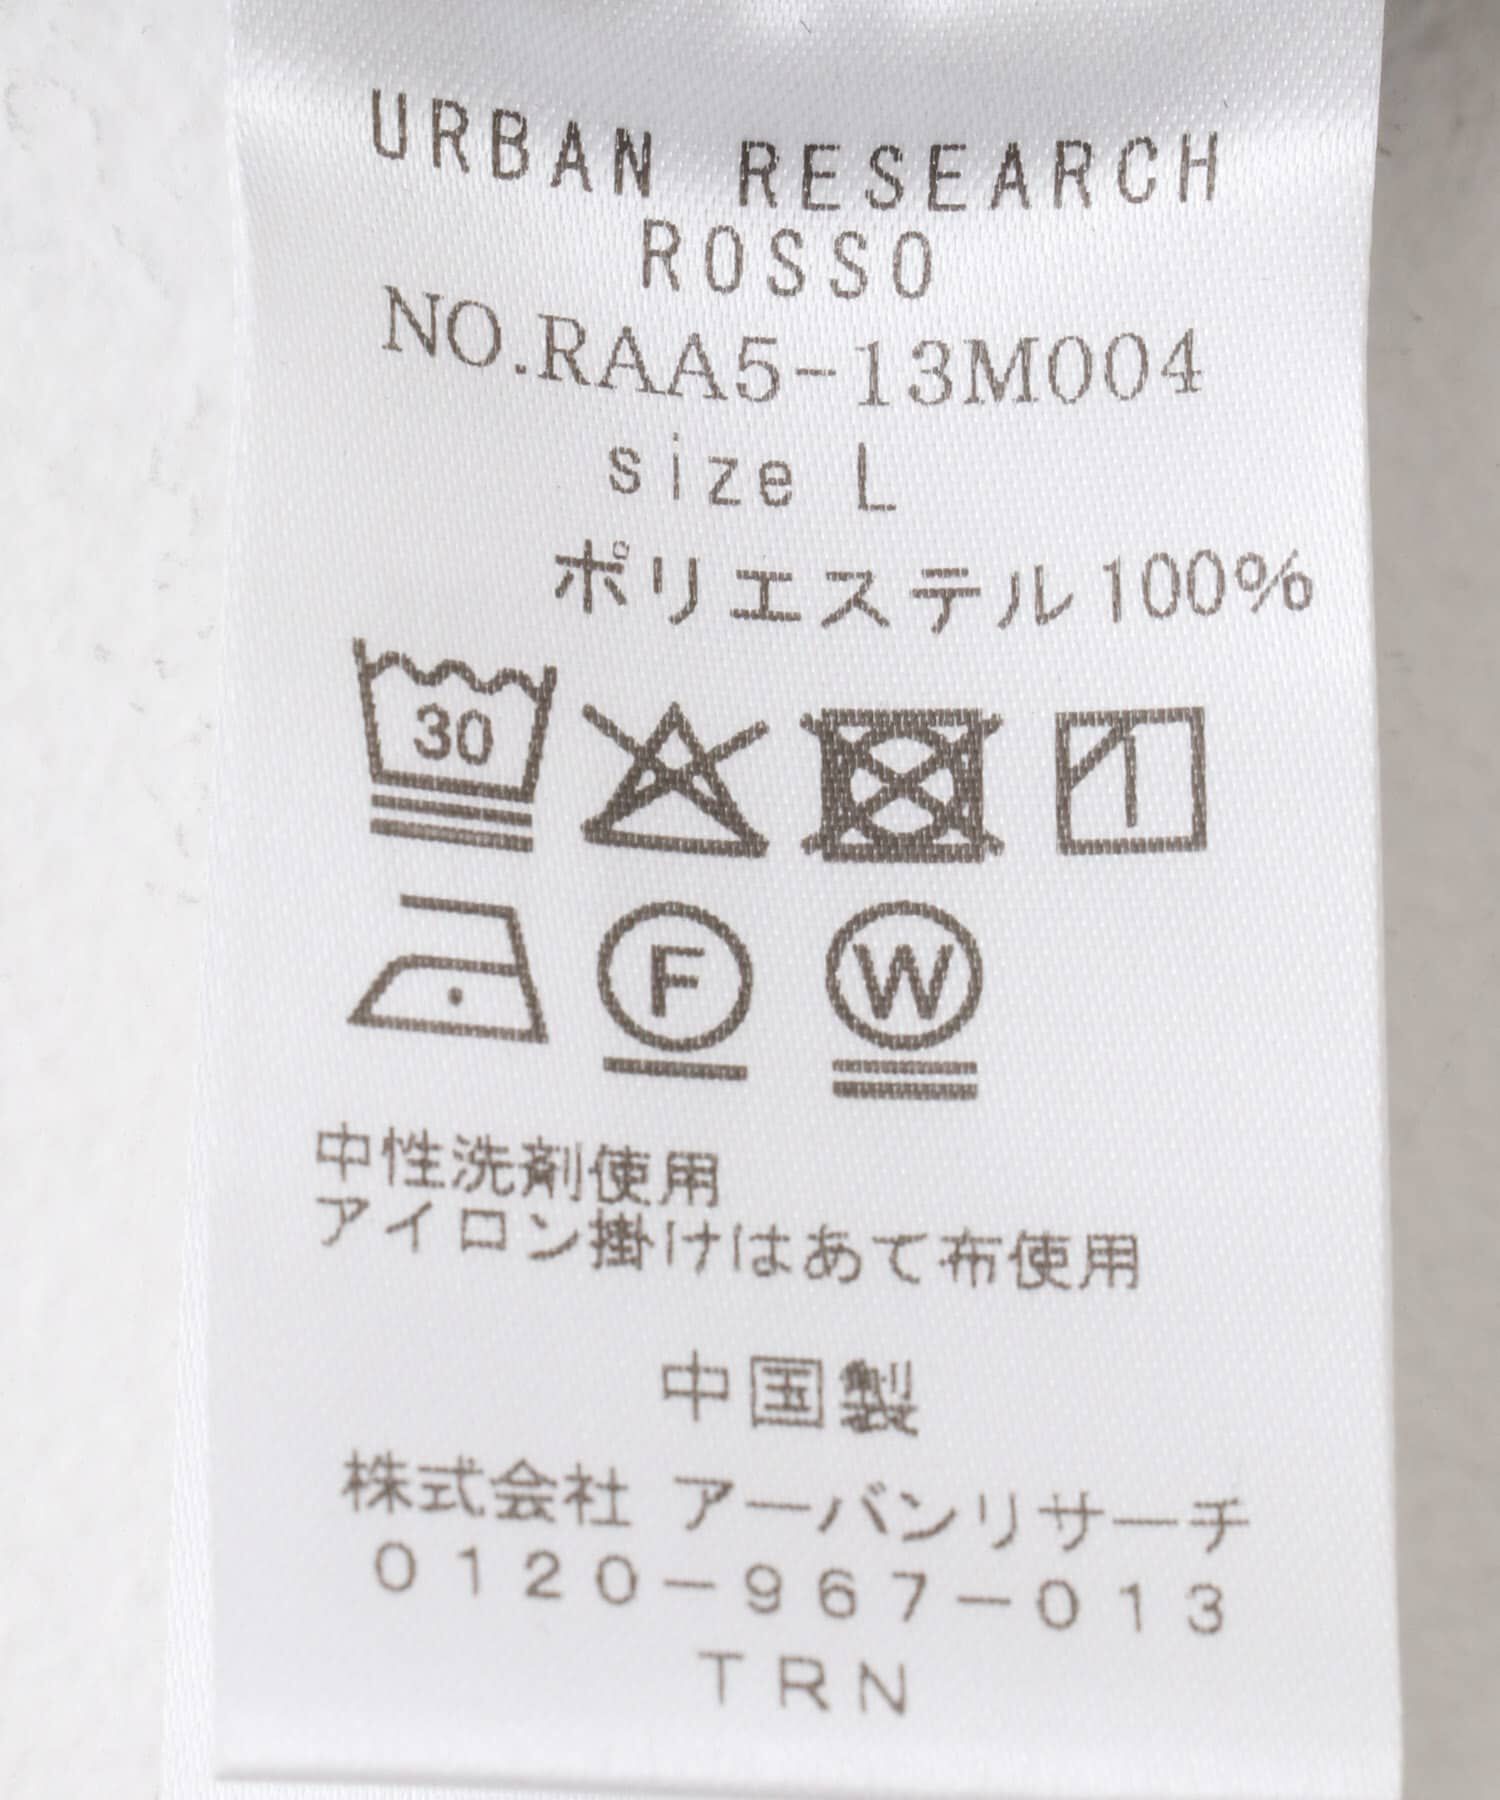 URBAN RESEARCH
ROSSO
NO.RAA5-13M004
size L
ポリエステル100%
30
F W
中性洗剤使用
アイロン掛けはあて布使用
中国製
株式会社 アーバンリサーチ
0120-967-013
TRN